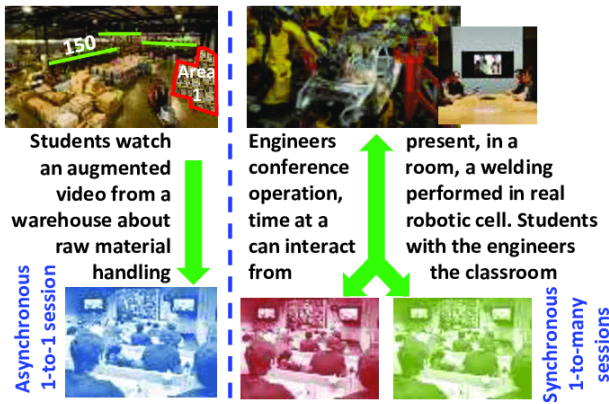 150
Area
1
Students watch
an augmented
video from a
warehouse about
raw material
handling
Asynchronous
1-to-1 session
Engineers present, in a
conference room, a welding
operation, performed in real
time at a robotic cell. Students
can interact with the engineers
from the classroom
Synchronous
1-to-many
sessions